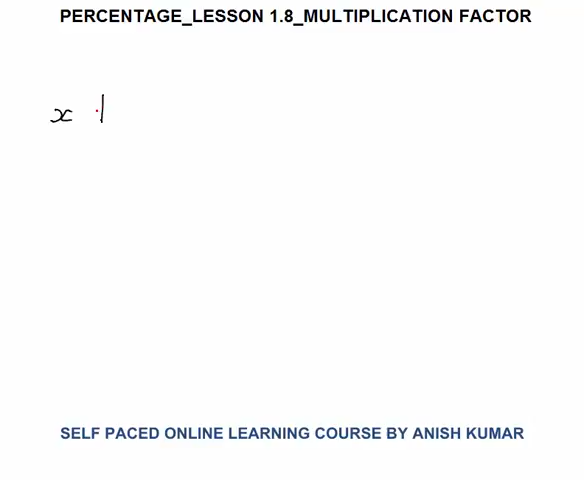 PERCENTAGE_LESSON 1.8_MULTIPLICATION FACTOR
x
SELF PACED ONLINE LEARNING COURSE BY ANISH KUMAR